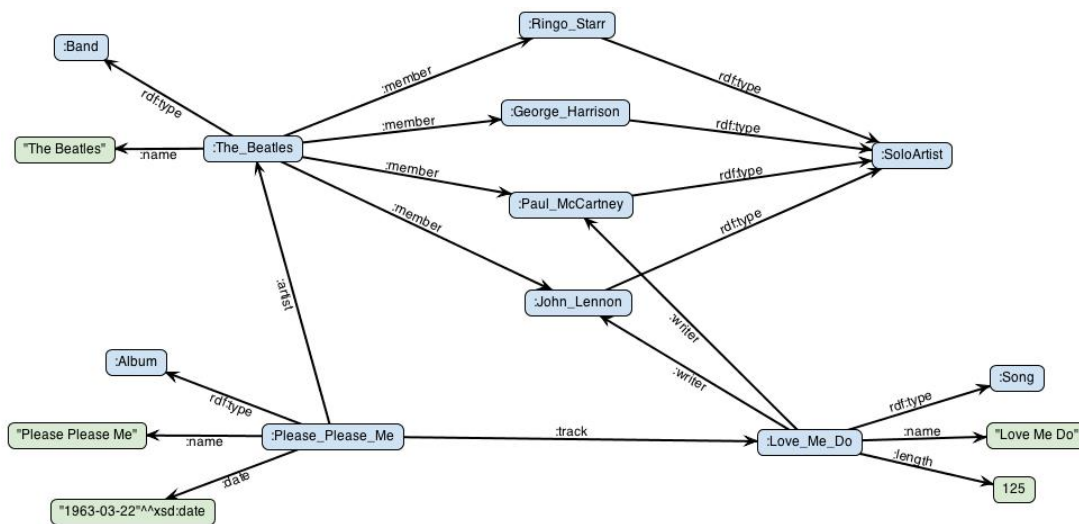 :Ringo_Starr
:Band
:member
rdf:type
rdf:type
:George_Harrison
:member
rdf:type
"The Beatles"
:name
:The_Beatles
:SoloArtist
:member
rdf:type
:Paul_McCartney
:member
rdf:type
:artist
:John_Lennon
:writer
:Album
:writer
:Song
rdf:type
rdf:type
"Please Please Me"
:name
:Please_Please_Me
:track
:Love_Me_Do
:name
"Love Me Do"
:date
:length
125
"1963-03-22"^^xsd:date